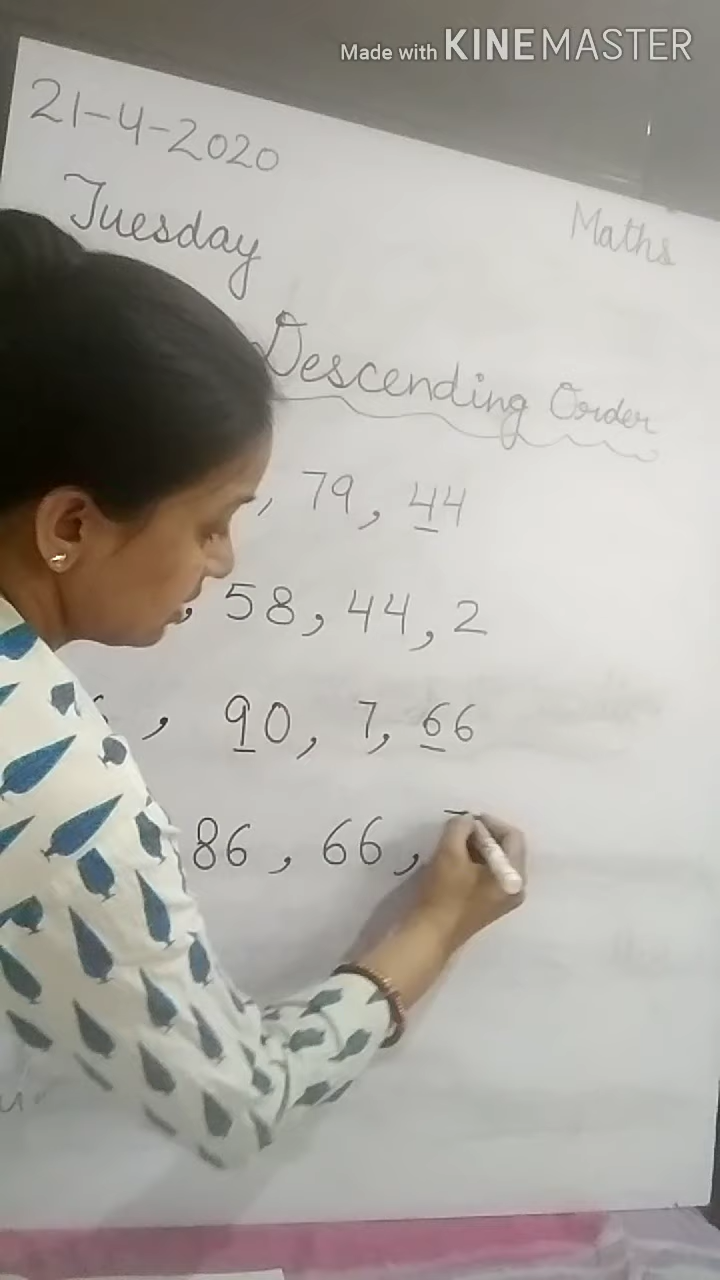 Made with KINEMASTER
21-4-2020
Tuesday
Maths
Descending Order
, 79, 44
, 58, 44, 2
, 90, 7, 66
86, 66,